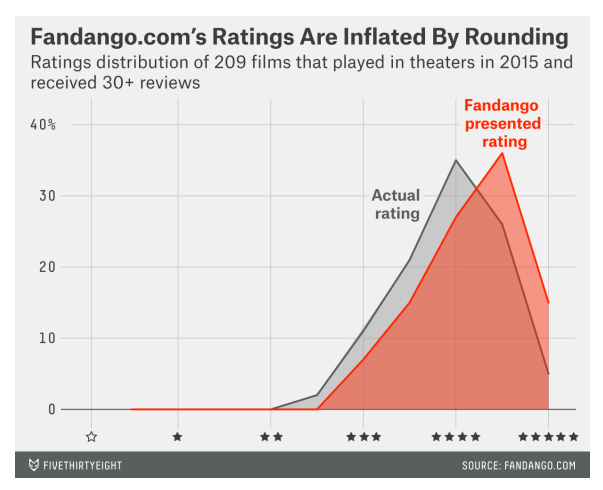 Fandango.com’s Ratings Are Inflated By Rounding
Ratings distribution of 209 films that played in theaters in 2015 and
received 30+ reviews
40%
Fandango
presented
rating
Actual
rating
30
20
10
0
☆ ★ ★★ ★★★ ★★★★ ★★★★★
FIVETHIRTYEIGHT
SOURCE: FANDANGO.COM